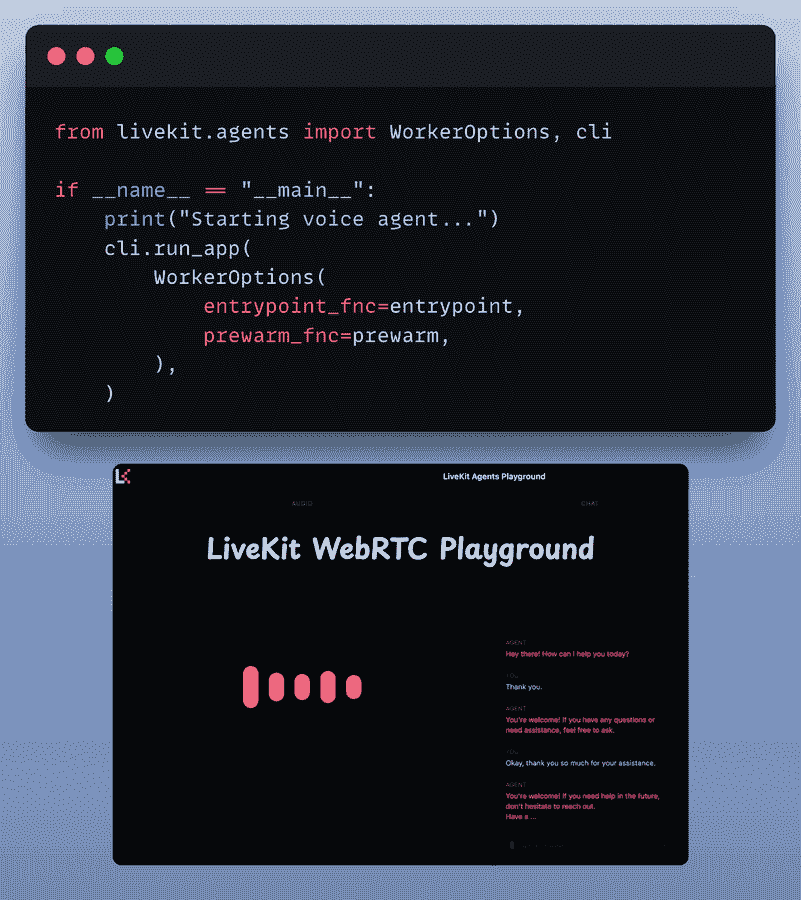 from livekit.agents import WorkerOptions, cli
if __name__ == "__main__":
    print("Starting voice agent...")
    cli.run_app(
        WorkerOptions(
            entrypoint_fnc=entrypoint,
            prewarm_fnc=prewarm,
        ),
    )
LiveKit Agents Playground
AUDIO
CHAT
LiveKit WebRTC Playground
AGENT
Hey there! How can I help you today?
YOU
Thank you.
AGENT
You're welcome! If you have any questions or
need assistance, feel free to ask.
YOU
Okay, thank you so much for your assistance.
AGENT
You're welcome! If you need help in the future,
don't hesitate to reach out.
Have a ...